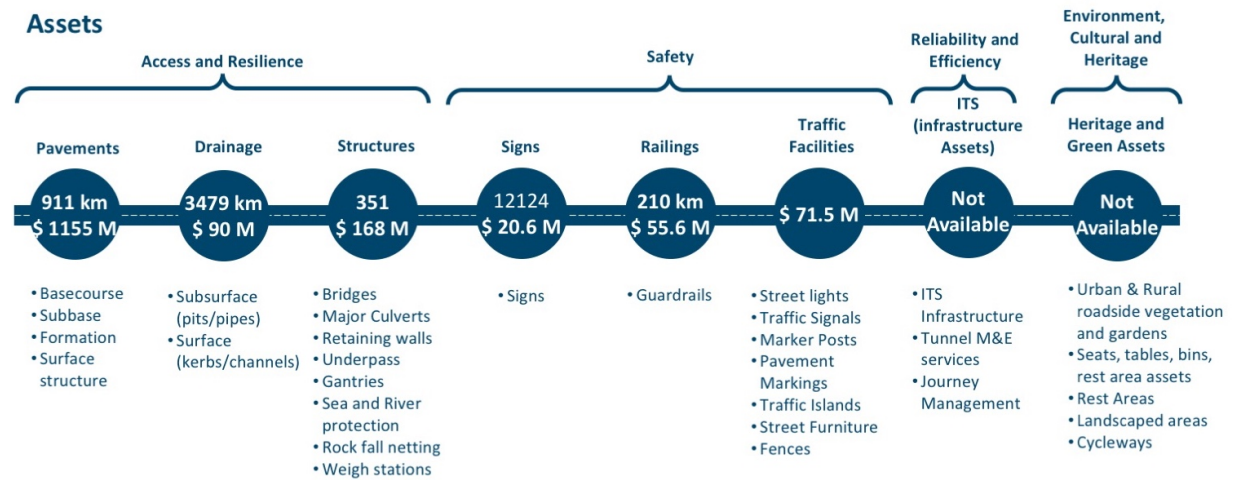 Assets
Access and Resilience
Safety
Reliability and
Efficiency
Environment,
Cultural and
Heritage
Pavements
911 km
$ 1155 M
• Basecourse
• Subbase
• Formation
• Surface
structure
Drainage
3479 km
$ 90 M
• Subsurface
(pits/pipes)
• Surface
(kerbs/channels)
Structures
351
$ 168 M
• Bridges
• Major Culverts
• Retaining walls
• Underpass
• Gantries
• Sea and River
protection
• Rock fall netting
• Weigh stations
Signs
12124
$ 20.6 M
• Signs
Railings
210 km
$ 55.6 M
• Guardrails
Traffic
Facilities
$ 71.5 M
• Street lights
• Traffic Signals
• Marker Posts
• Pavement
Markings
• Traffic Islands
• Street Furniture
• Fences
ITS
(infrastructure
Assets)
Not
Available
• ITS
Infrastructure
• Tunnel M&E
services
• Journey
Management
Heritage and
Green Assets
Not
Available
• Urban & Rural
roadside vegetation
and gardens
• Seats, tables, bins,
rest area assets
• Rest Areas
• Landscaped areas
• Cycleways